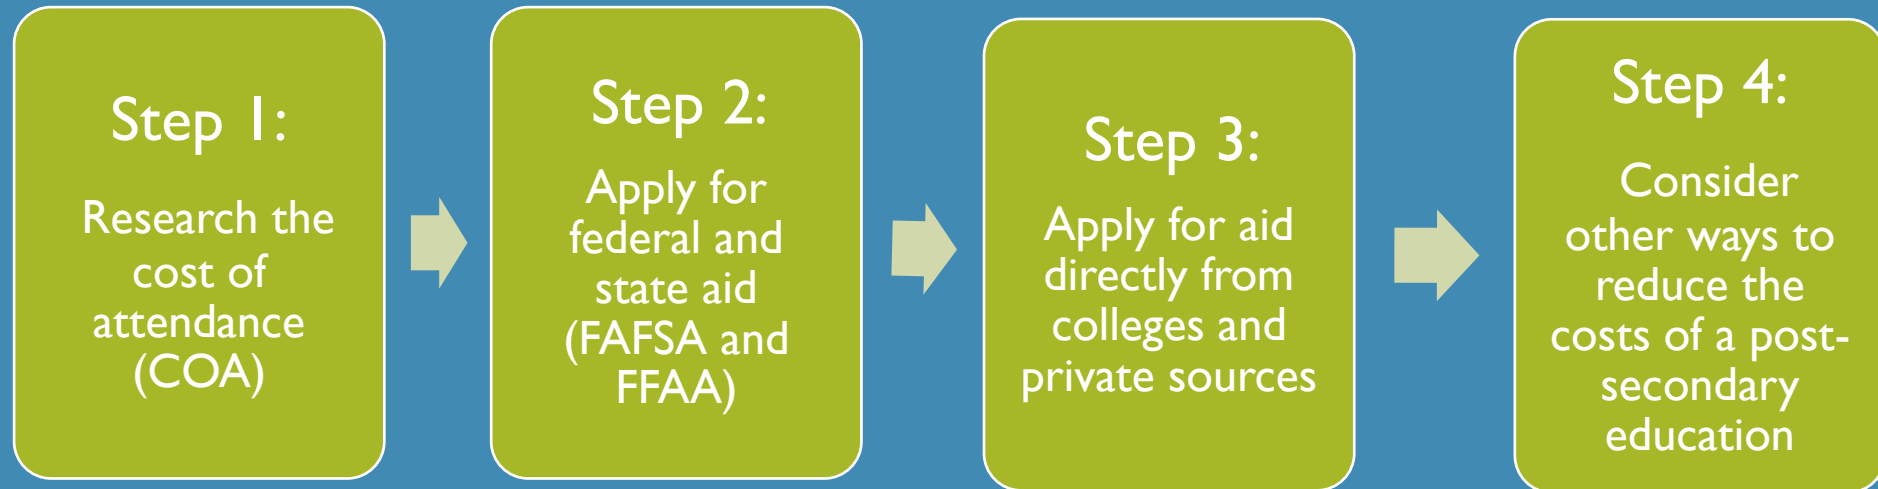 Step 1:
Research the
cost of
attendance
(COA)
Step 2:
Apply for
federal and
state aid
(FAFSA and
FFAA)
Step 3:
Apply for aid
directly from
colleges and
private sources
Step 4:
Consider
other ways to
reduce the
costs of a post-
secondary
education